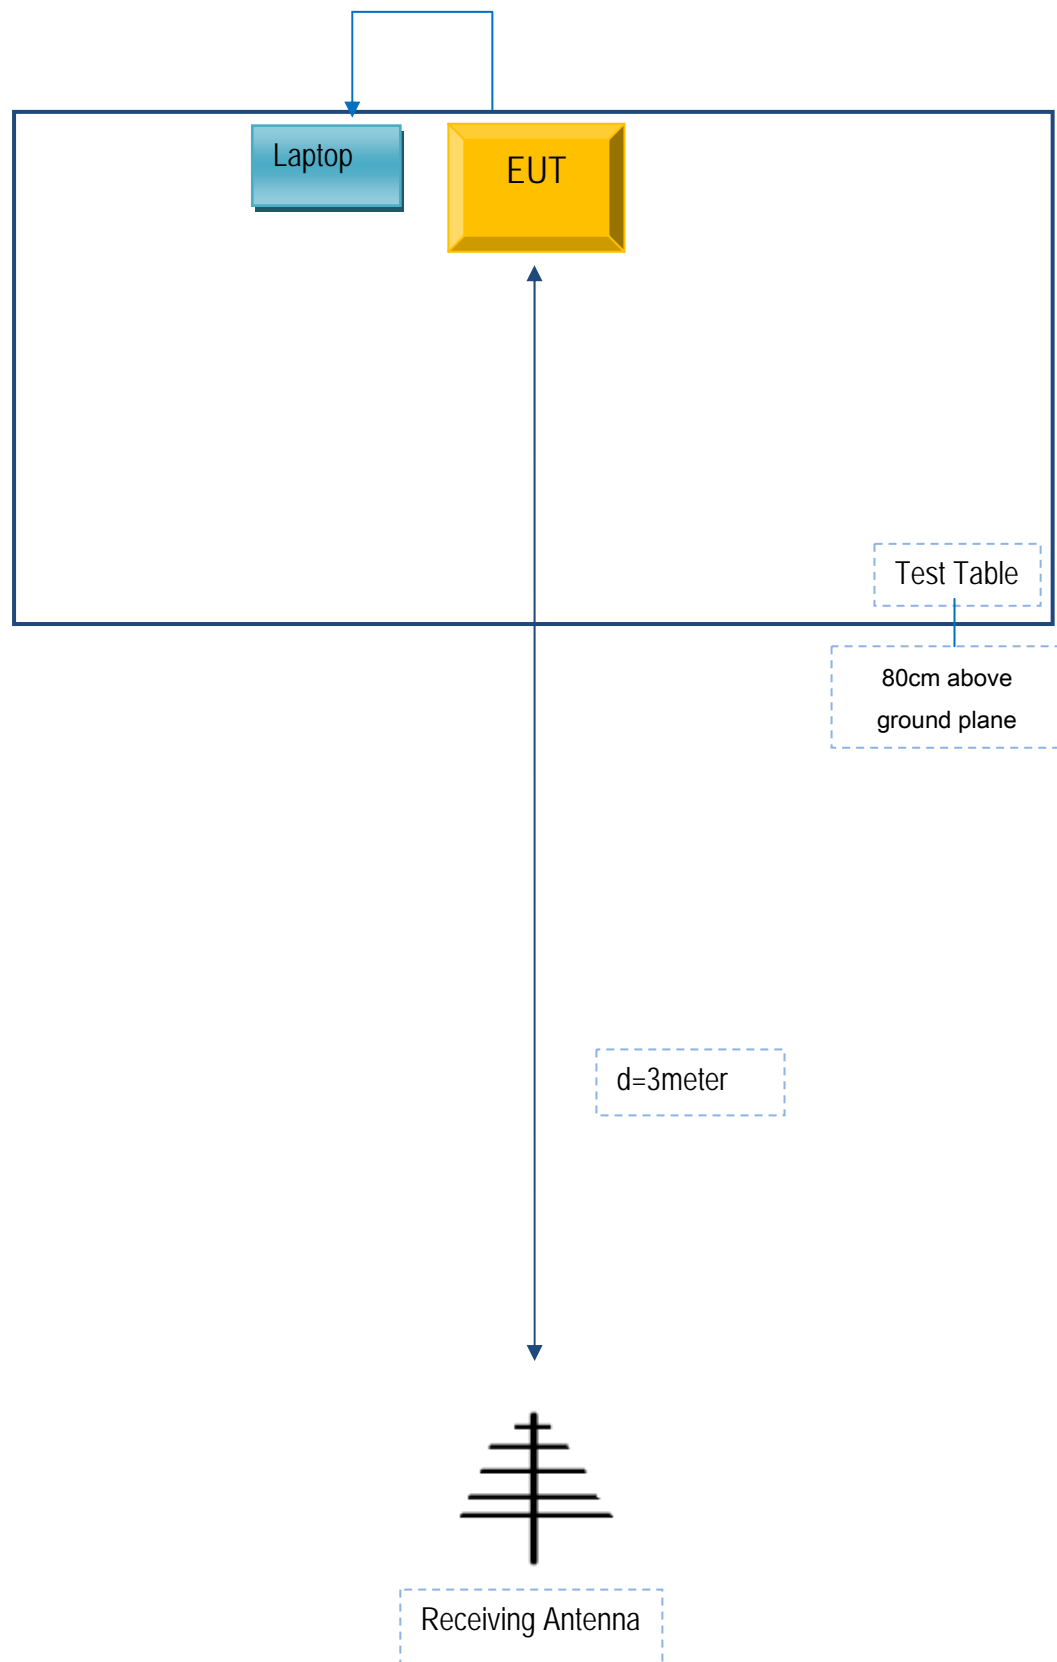 Laptop
EUT
Test Table
80cm above
ground plane
d=3meter
Receiving Antenna